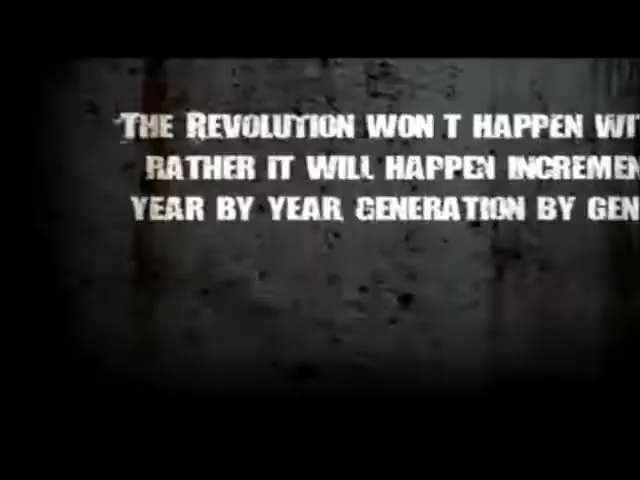 THE REVOLUTION WON T HAPPEN WIT
RATHER IT WILL HAPPEN INCREMEN
YEAR BY YEAR GENERATION BY GEN